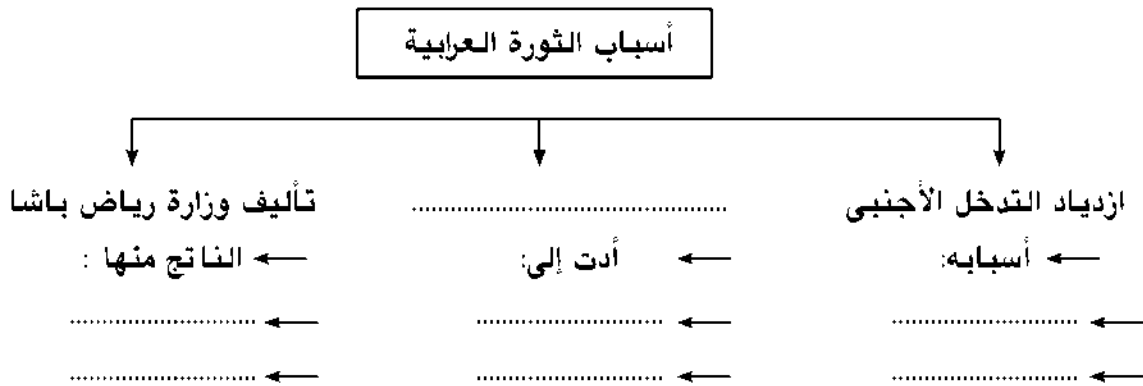 أسباب الثورة العرابية
ازدياد التدخل الأجنبى
................................
تأليف وزارة رياض باشا
أسبابه:
أدت إلى:
الناتج منها :
...................
...................
...................
...................
...................
...................